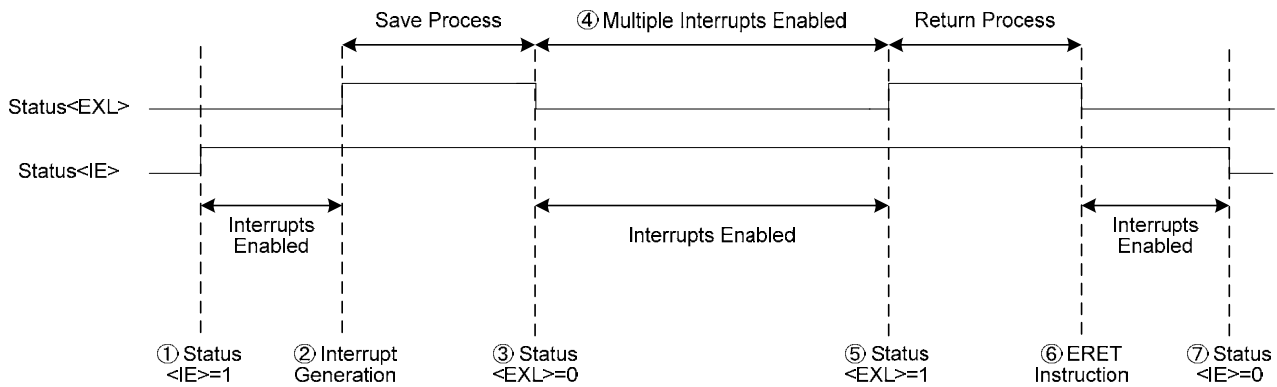 Save Process
④ Multiple Interrupts Enabled
Return Process
Status<EXL>
Status<IE>
Interrupts
Enabled
Interrupts Enabled
Interrupts
Enabled
① Status
<IE>=1
② Interrupt
Generation
③ Status
<EXL>=0
⑤ Status
<EXL>=1
⑥ ERET
Instruction
⑦ Status
<IE>=0